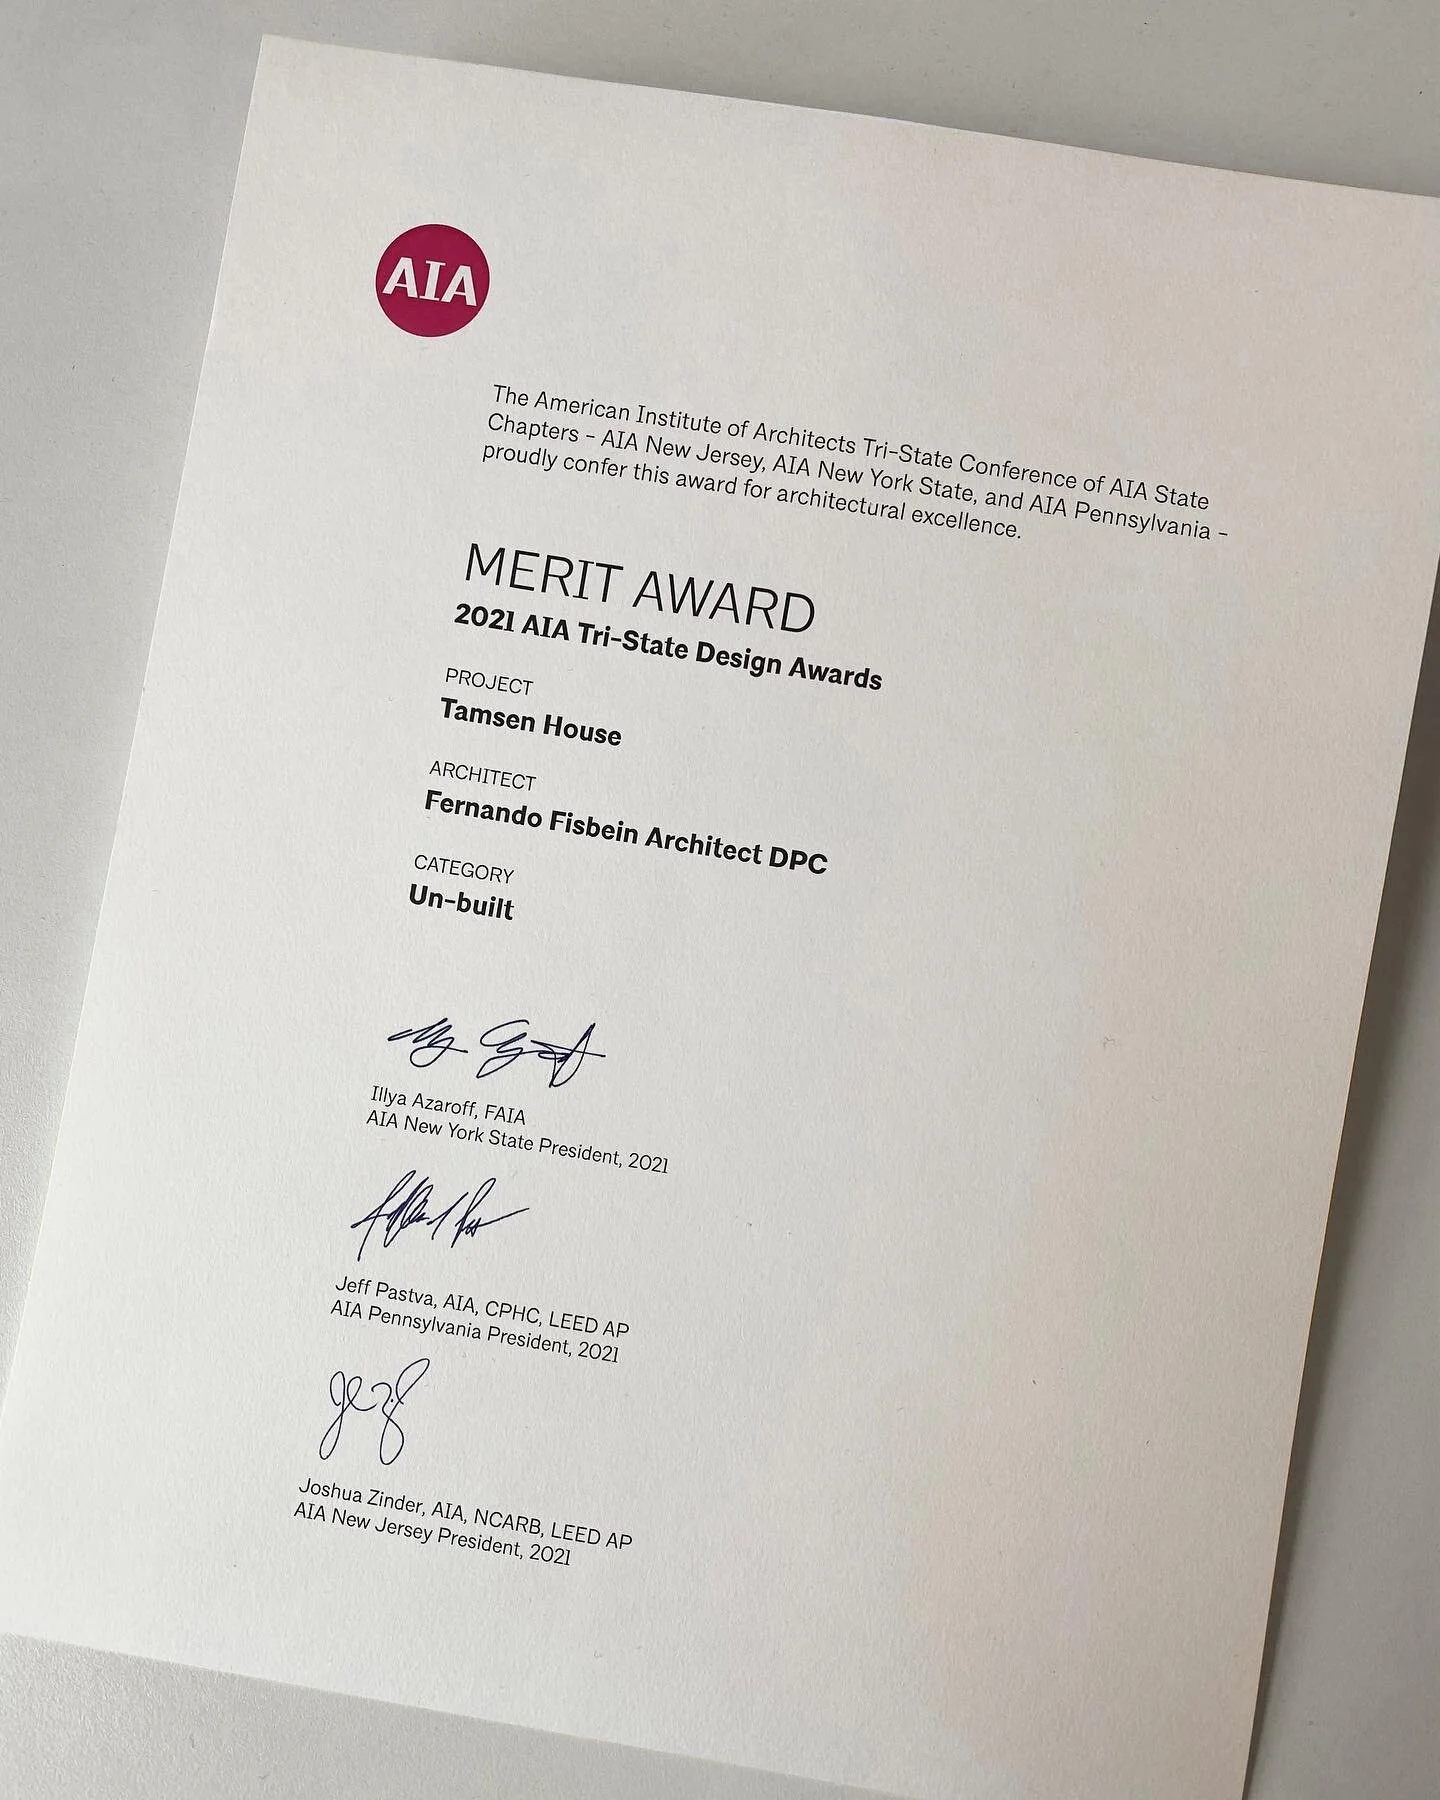 AIA
The American Institute of Architects Tri-State Conference of AIA State
Chapters - AIA New Jersey, AIA New York State, and AIA Pennsylvania -
proudly confer this award for architectural excellence.
MERIT AWARD
2021 AIA Tri-State Design Awards
PROJECT
Tamsen House
ARCHITECT
Fernando Fisbein Architect DPC
CATEGORY
Un-built
Illya Azaroff, FAIA
AIA New York State President, 2021
Jeff Pastva, AIA, CPHC, LEED AP
AIA Pennsylvania President, 2021
Joshua Zinder, AIA, NCARB, LEED AP
AIA New Jersey President, 2021